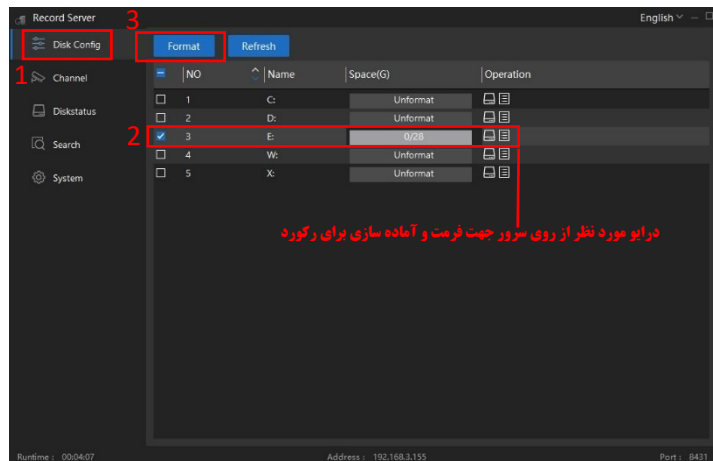 Record Server English
3
Disk Config Format Refresh
NO Name Space(G) Operation
1 Channel
1 C: Unformat
Diskstatus
2 D: Unformat
2 3 E: 0/28
Search
4 W: Unformat
System
5 X: Unformat
درایو مورد نظر از روی سرور جهت فرمت و آماده سازی برای رکورد
Runtime : 00:04:07 Address : 192.168.3.155 Port : 8431